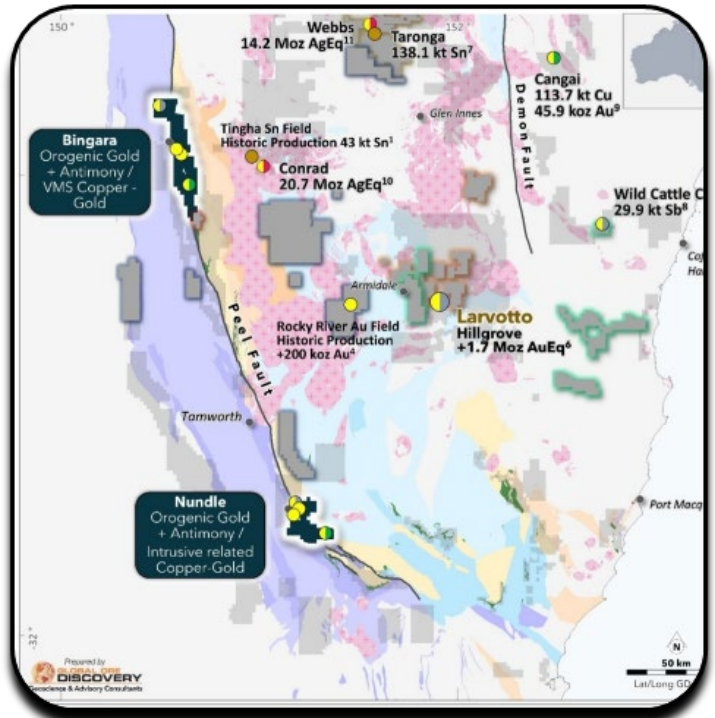 150°
152
Webbs
14.2 Moz AgEq11
Taronga
138.1 kt Sn7
Cangai
113.7 kt Cu
45.9 koz Au9
Glen Innes
Demon Fault
Bingara
Orogenic Gold
+ Antimony /
VMS Copper -
Gold
Tingha Sn Field
Historic Production 43 kt Sn1
Conrad
20.7 Moz AgEq10
Wild Cattle C
29.9 kt Sb8
Armidale
Larvotto
Hillgrove
+1.7 Moz AuEq6
Rocky River Au Field
Historic Production
+200 koz Au4
Peel Fault
Tamworth
Nundle
Orogenic Gold
+ Antimony /
Intrusive related
Copper-Gold
Port Macq
-32°
N
50 km
Lat/Long GD
Prepared by
GLOBAL ORE
DISCOVERY
Geoscience & Advisory Consultants